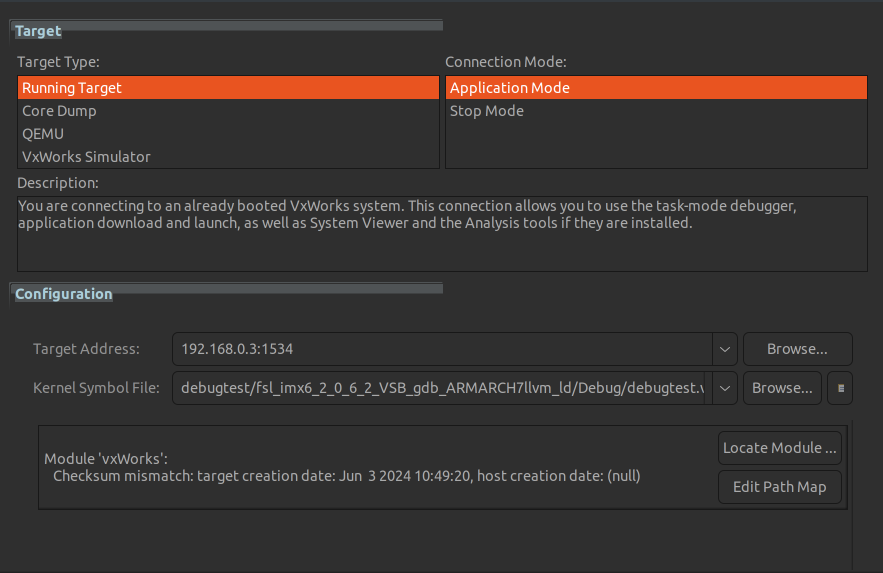 Target
Target Type:
Connection Mode:
Running Target
Application Mode
Core Dump
Stop Mode
QEMU
VxWorks Simulator
Description:
You are connecting to an already booted VxWorks system. This connection allows you to use the task-mode debugger,
application download and launch, as well as System Viewer and the Analysis tools if they are installed.
Configuration
Target Address:
192.168.0.3:1534
Browse...
Kernel Symbol File:
debugtest/fsl_imx6_2_0_6_2_VSB_gdb_ARMARCH7llvm_ld/Debug/debugtest.v
Browse...
Module 'vxWorks':
Checksum mismatch: target creation date: Jun  3 2024 10:49:20, host creation date: (null)
Locate Module ...
Edit Path Map